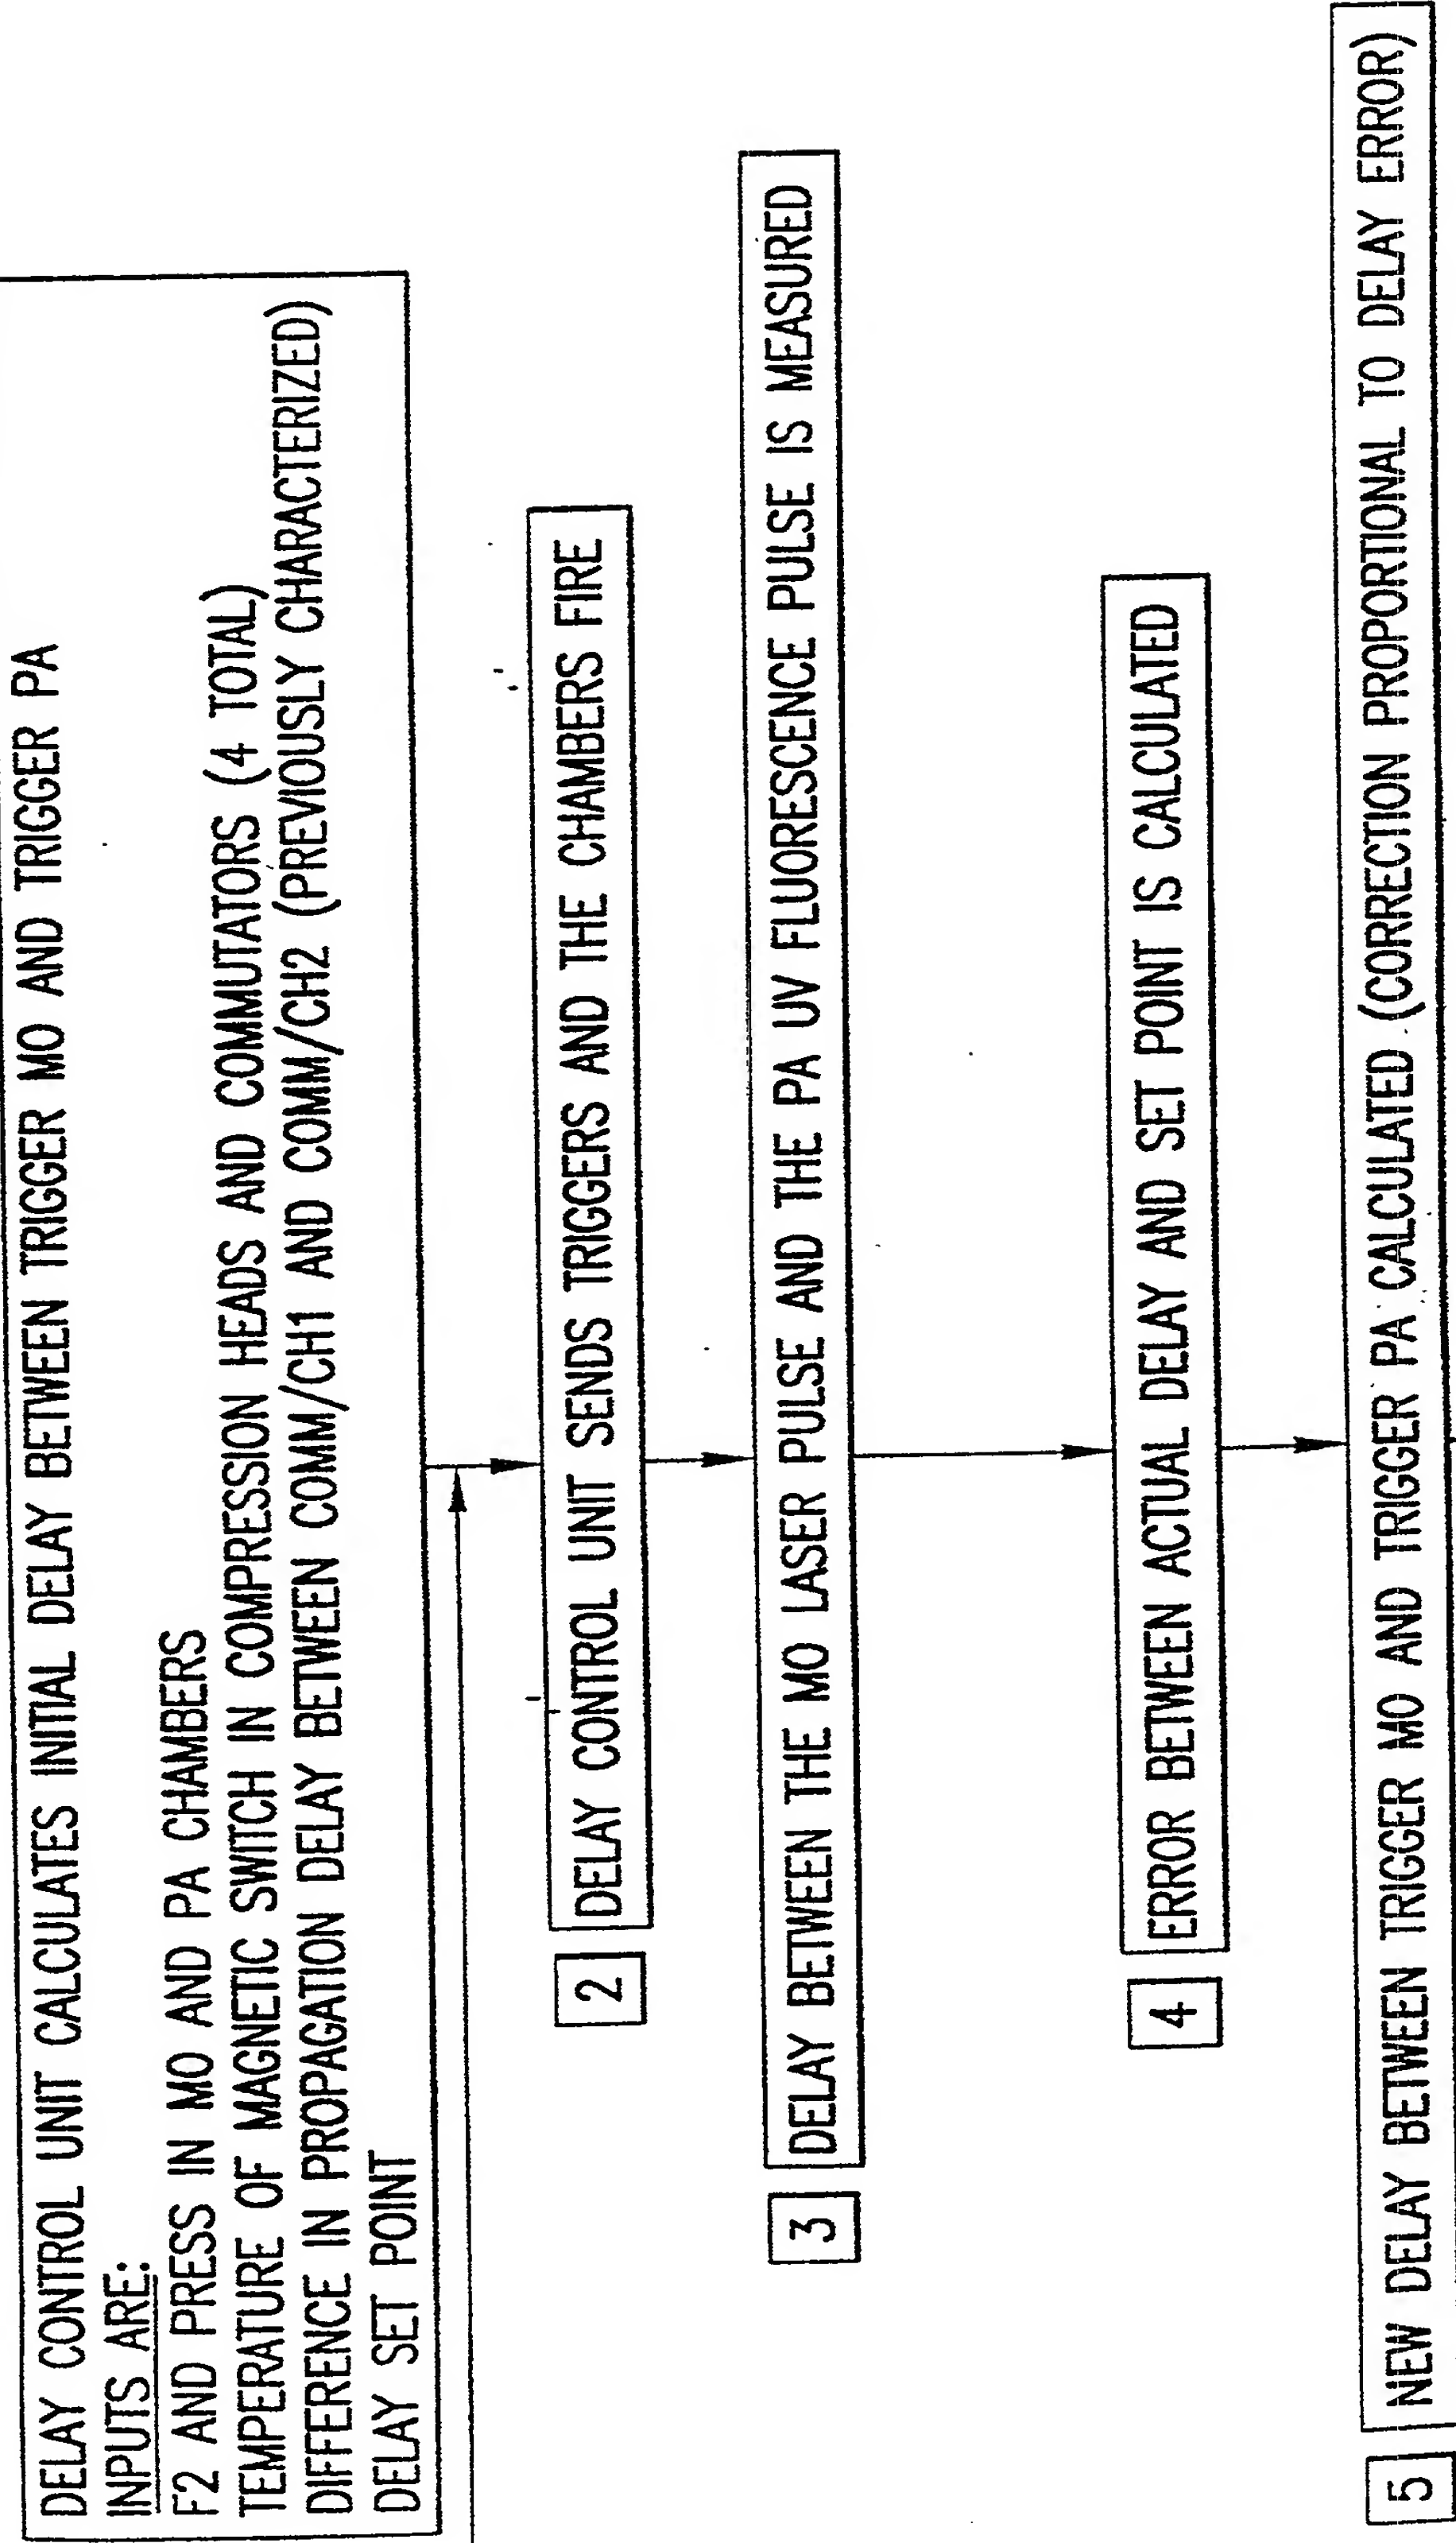 DELAY CONTROL UNIT CALCULATES INITIAL DELAY BETWEEN TRIGGER MO AND TRIGGER PA
INPUTS ARE:
F2 AND PRESS IN MO AND PA CHAMBERS
TEMPERATURE OF MAGNETIC SWITCH IN COMPRESSION HEADS AND COMMUTATORS (4 TOTAL)
DIFFERENCE IN PROPAGATION DELAY BETWEEN COMM/CH1 AND COMM/CH2 (PREVIOUSLY CHARACTERIZED)
DELAY SET POINT
2 DELAY CONTROL UNIT SENDS TRIGGERS AND THE CHAMBERS FIRE
3 DELAY BETWEEN THE MO LASER PULSE AND THE PA UV FLUORESCENCE PULSE IS MEASURED
4 ERROR BETWEEN ACTUAL DELAY AND SET POINT IS CALCULATED
5 NEW DELAY BETWEEN TRIGGER MO AND TRIGGER PA CALCULATED (CORRECTION PROPORTIONAL TO DELAY ERROR)